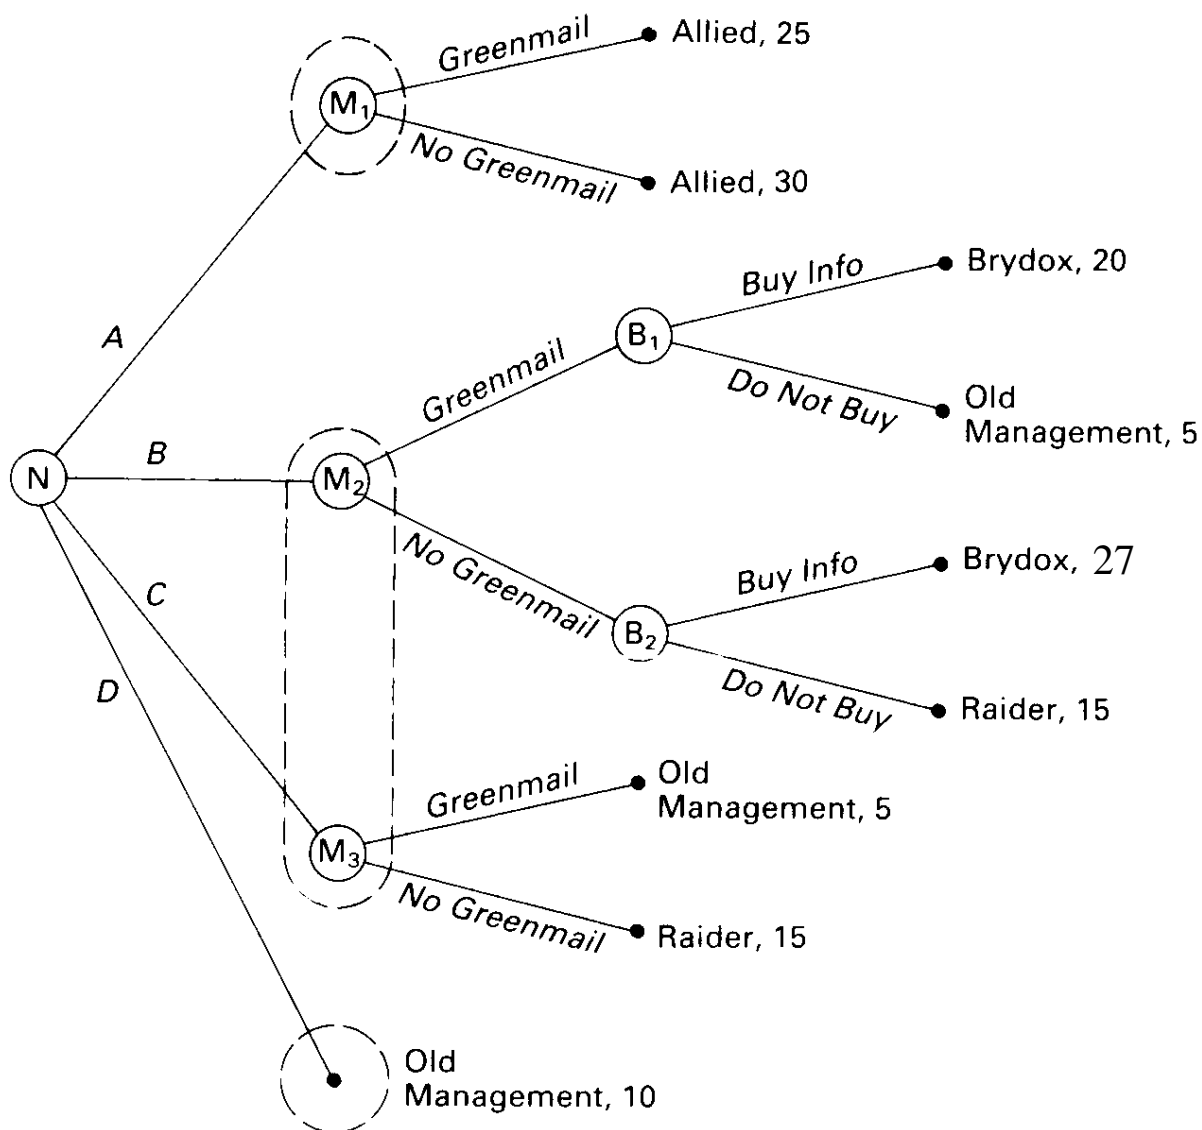 Greenmail
Allied, 25
M₁
No Greenmail
Allied, 30
A
Buy Info
Brydox, 20
B₁
Greenmail
Do Not Buy
Old
Management, 5
B
N
M₂
No Greenmail
Buy Info
Brydox, 27
B₂
Do Not Buy
Raider, 15
C
D
Greenmail
Old
Management, 5
M₃
No Greenmail
Raider, 15
Old
Management, 10